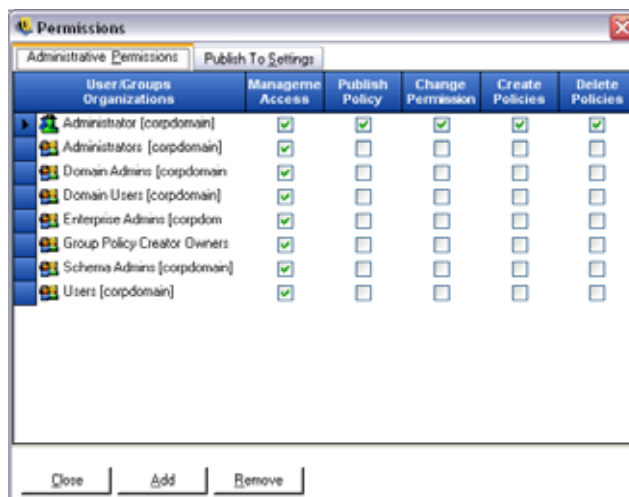 Permissions
Administrative Permissions Publish To Settings
User/Groups Manageme Publish Change Create Delete
Organizations Access Policy Permission Policies Policies
Administrator [corpdomain]
Administrators [corpdomain]
Domain Admins [corpdomain
Domain Users [corpdomain]
Enterprise Admins [corpdom
Group Policy Creator Owners
Schema Admins [corpdomain]
Users [corpdomain]
Close Add Remove